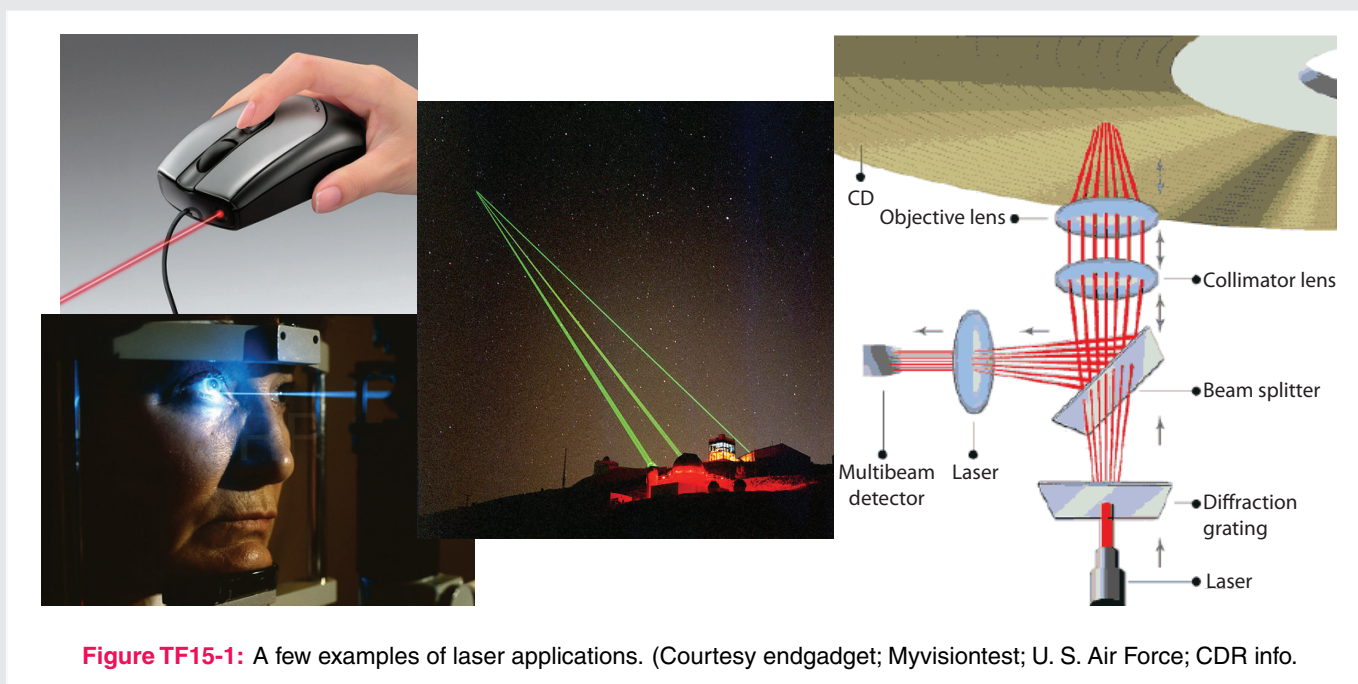 CD
Objective lens
Collimator lens
Beam splitter
Multibeam
detector
Laser
Diffraction
grating
Laser
Figure TF15-1: A few examples of laser applications. (Courtesy endgadget; Myvisiontest; U. S. Air Force; CDR info.